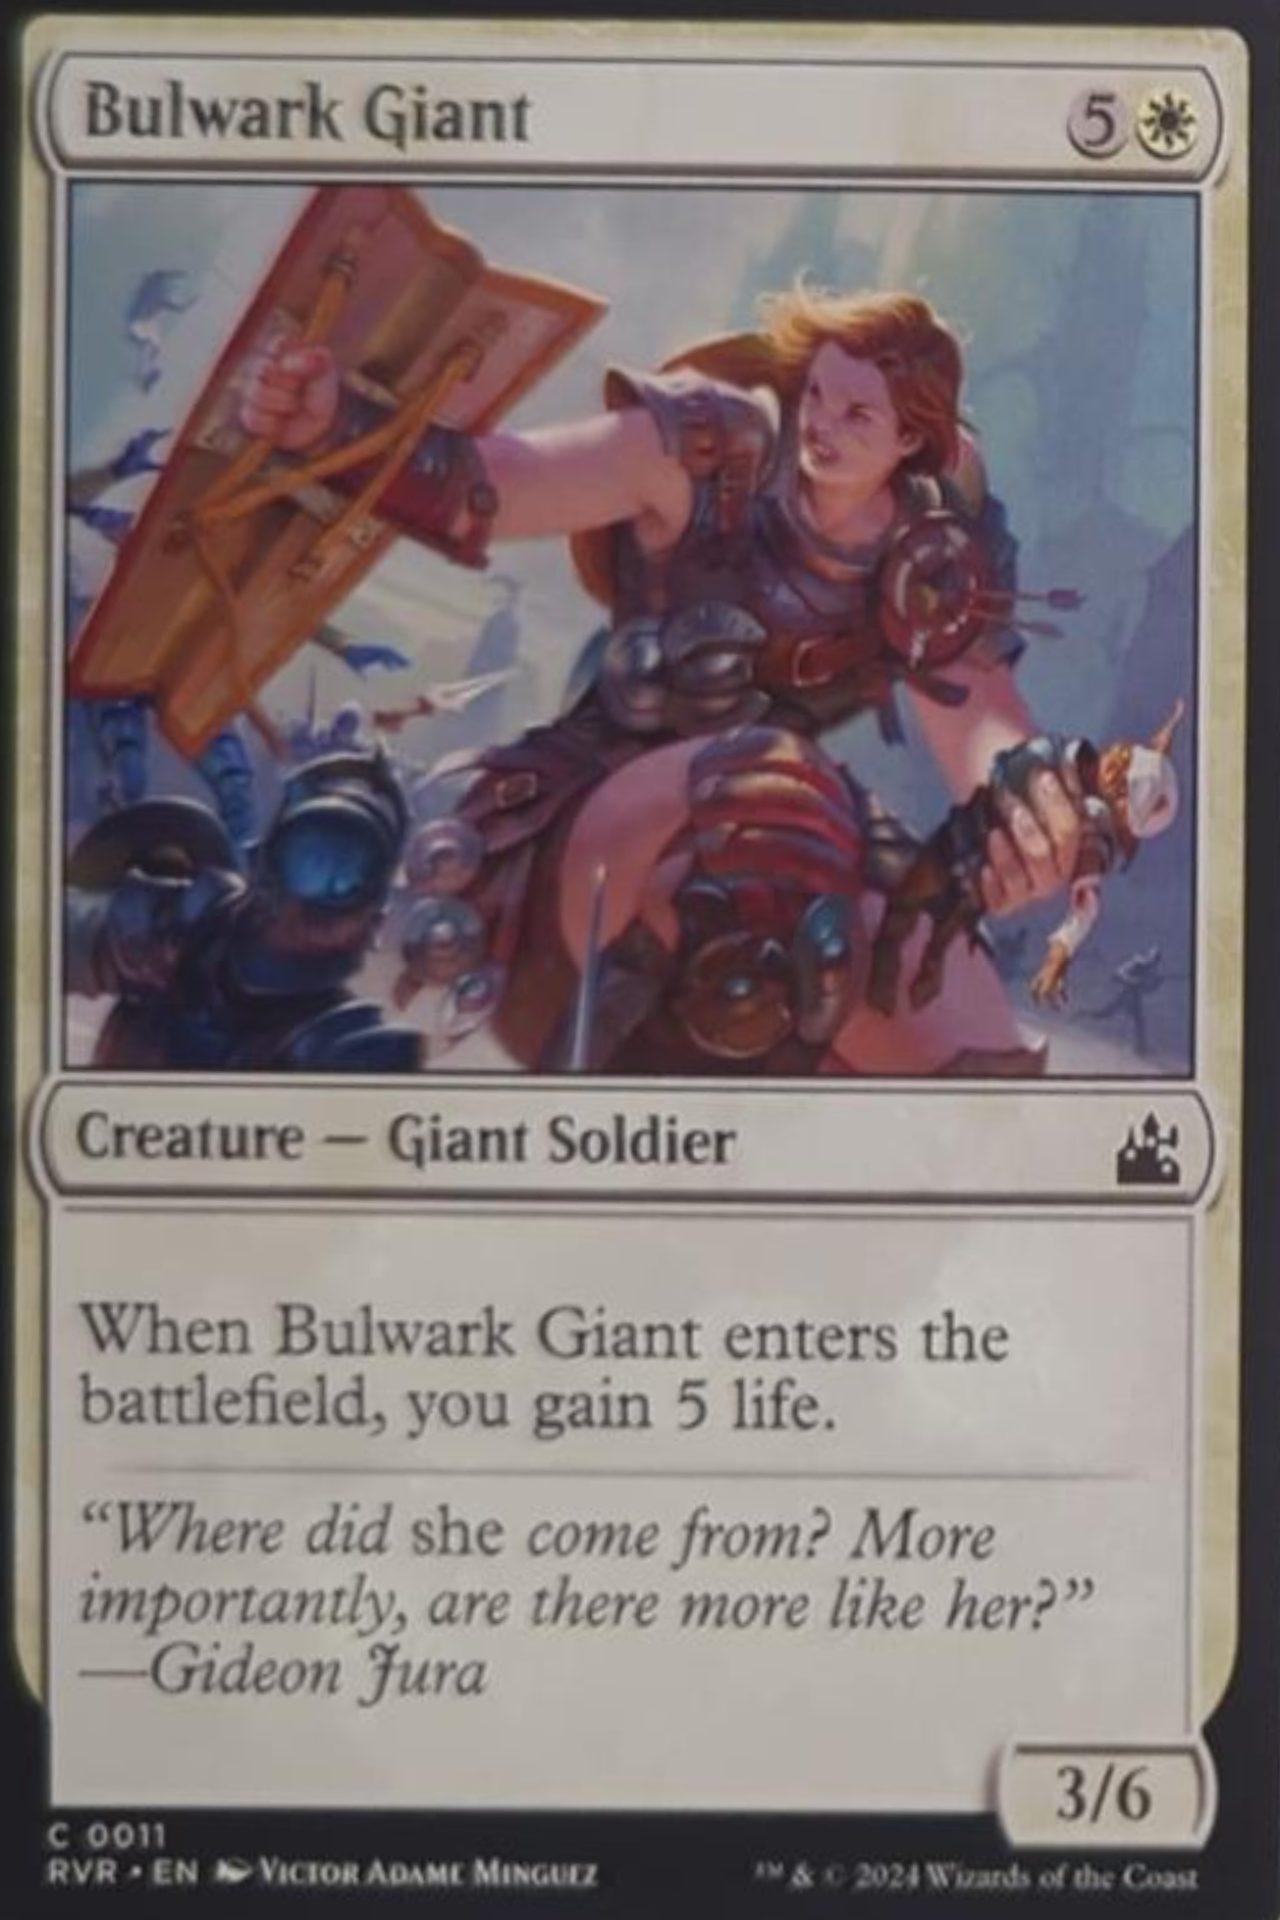 Bulwark Giant 5
Creature — Giant Soldier
When Bulwark Giant enters the
battlefield, you gain 5 life.
“Where did she come from? More
importantly, are there more like her?”
—Gideon Jura
3/6
C 0011
RVR • EN VICTOR ADAME MINGUEZ ™ & © 2024 Wizards of the Coast